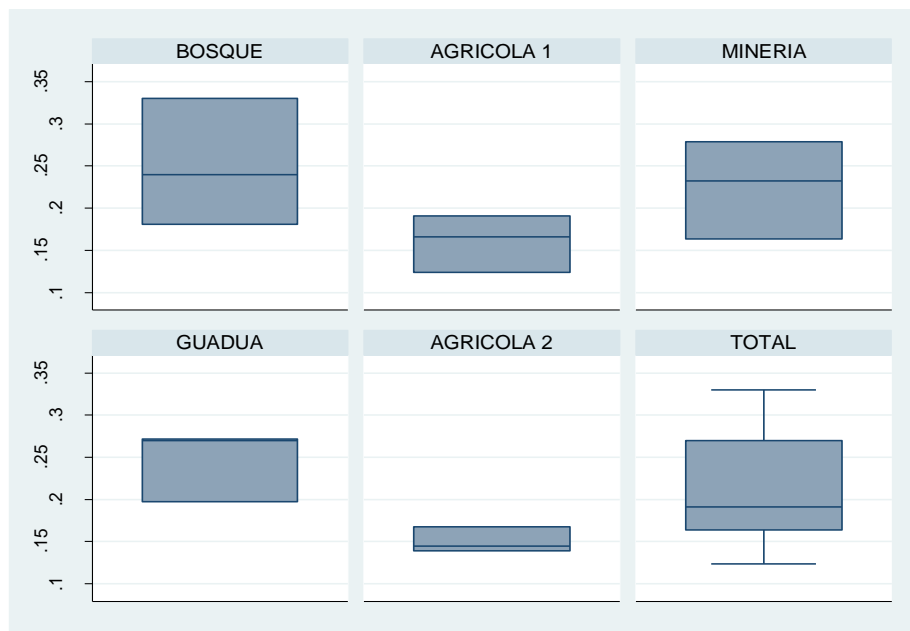 BOSQUE
AGRICOLA 1
MINERIA
.35
.3
.25
.2
.15
.1
GUADUA
AGRICOLA 2
TOTAL
.35
.3
.25
.2
.15
.1